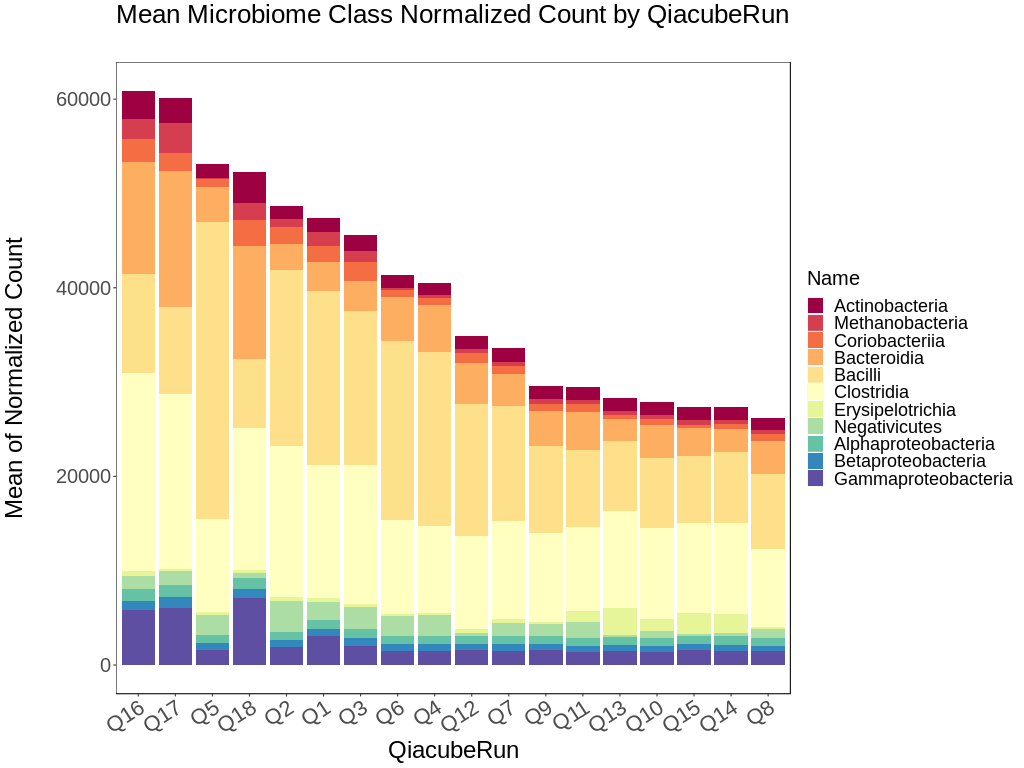 Mean Microbiome Class Normalized Count by QiacubeRun
Mean of Normalized Count
60000
40000
20000
0
Q16 Q17 Q5 Q18 Q2 Q1 Q3 Q6 Q4 Q12 Q7 Q9 Q11 Q13 Q10 Q15 Q14 Q8
QiacubeRun
Name
Actinobacteria
Methanobacteria
Coriobacteriia
Bacteroidia
Bacilli
Clostridia
Erysipelotrichia
Negativicutes
Alphaproteobacteria
Betaproteobacteria
Gammaproteobacteria